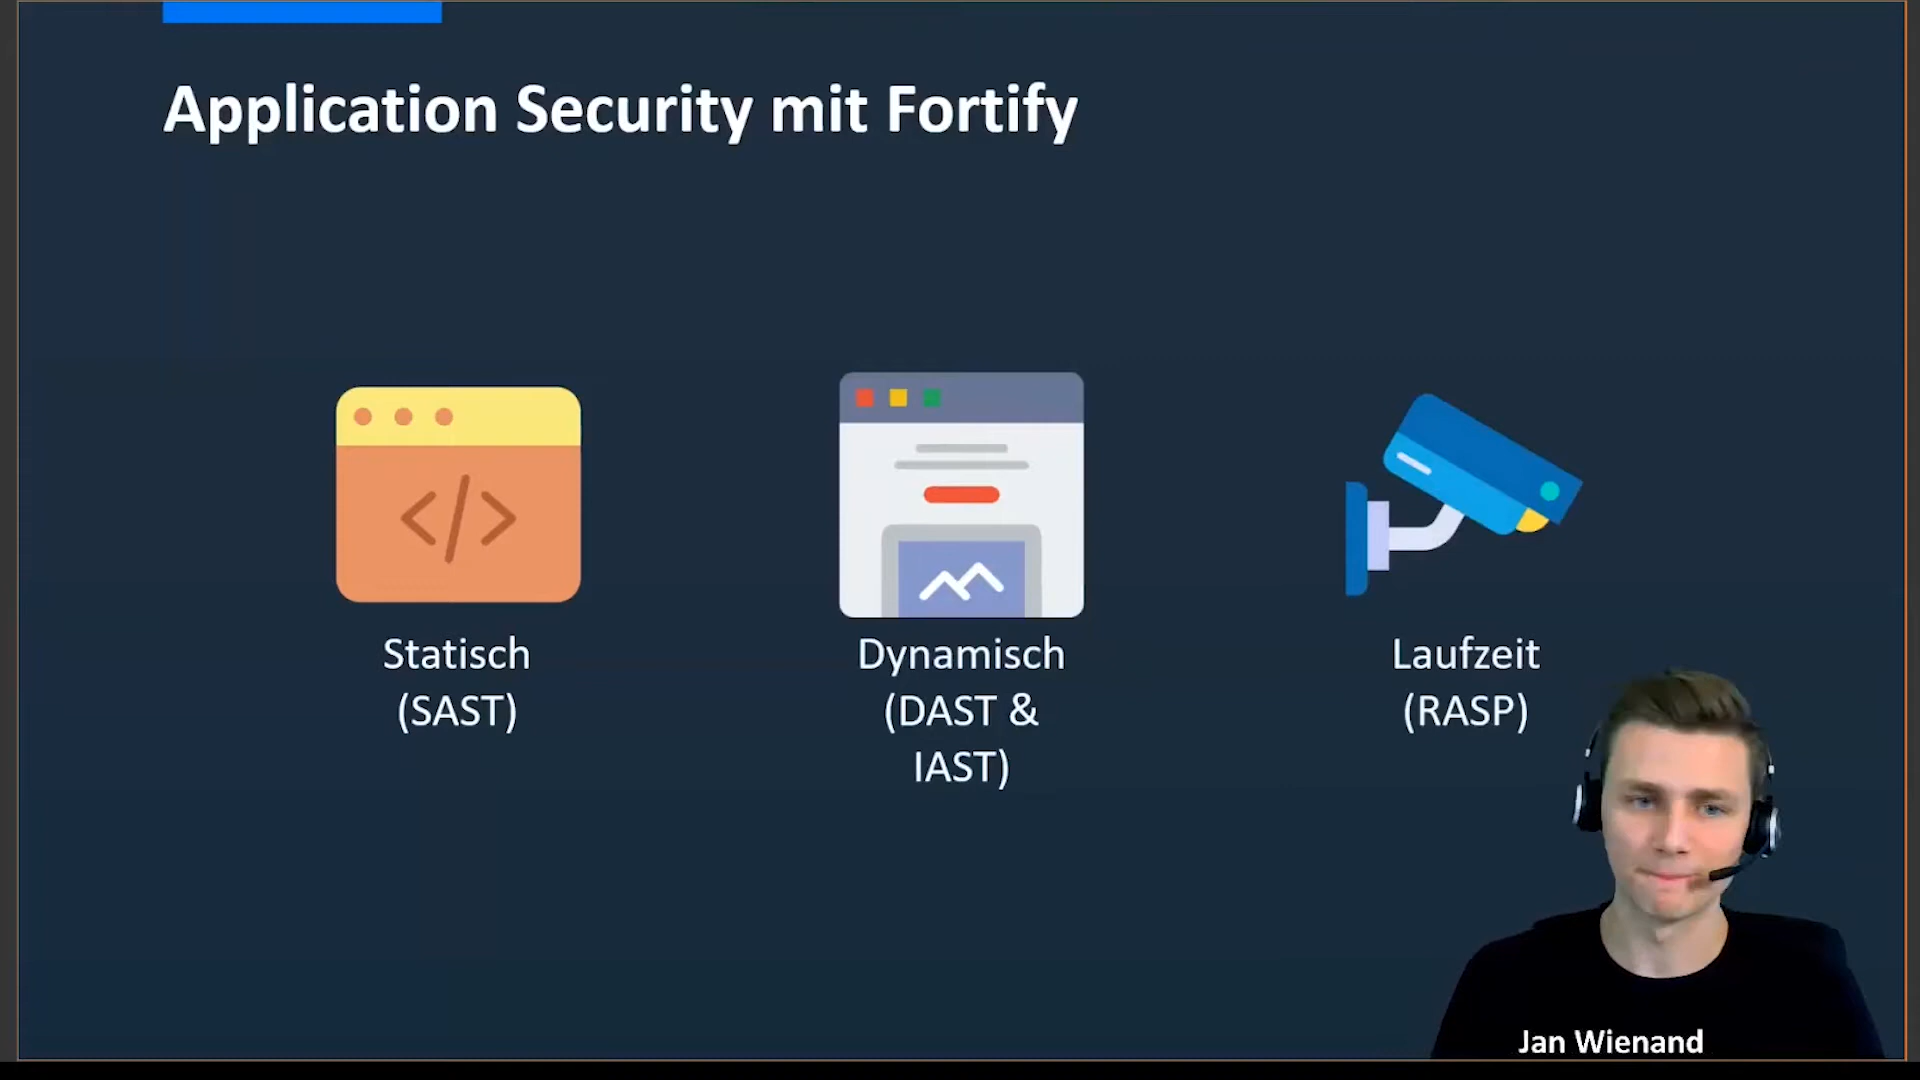 Application Security mit Fortify
Statisch
(SAST)
Dynamisch
(DAST &
IAST)
Laufzeit
(RASP)
Jan Wienand